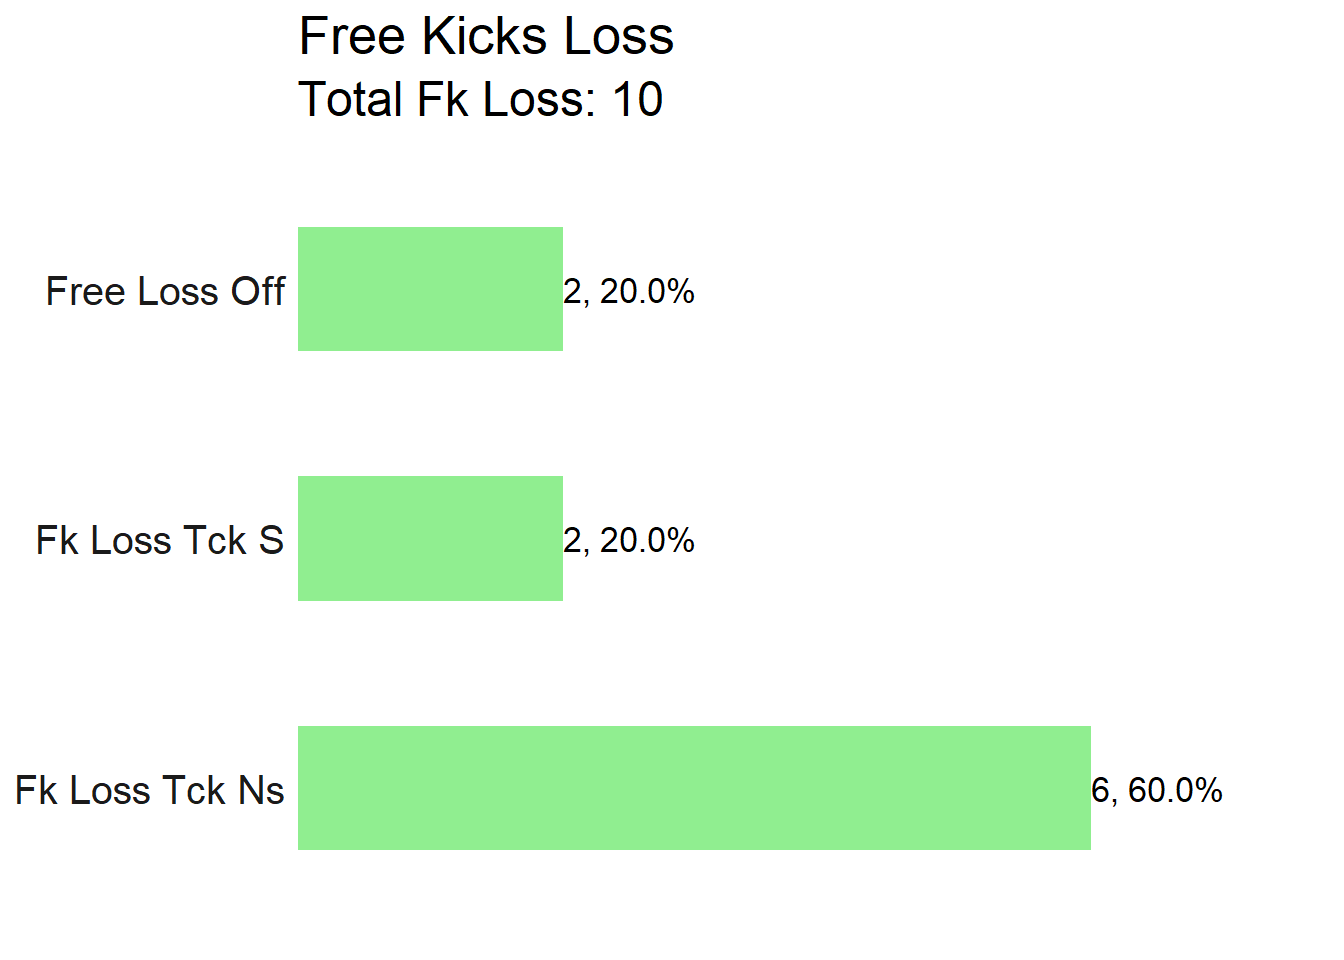 Free Kicks Loss
Total Fk Loss: 10
Free Loss Off 2, 20.0%
Fk Loss Tck S 2, 20.0%
Fk Loss Tck Ns 6, 60.0%